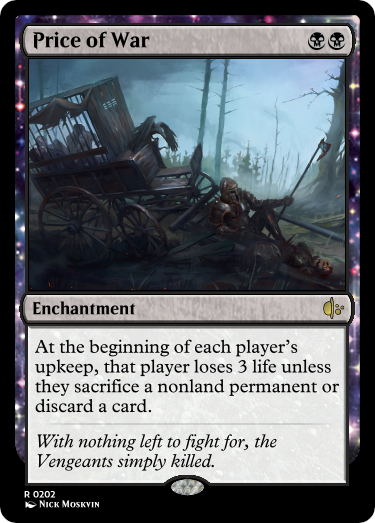 Price of War
Enchantment
At the beginning of each player's
upkeep, that player loses 3 life unless
they sacrifice a nonland permanent or
discard a card.
With nothing left to fight for, the
Vengeants simply killed.
R 0202
Nick Moskvin